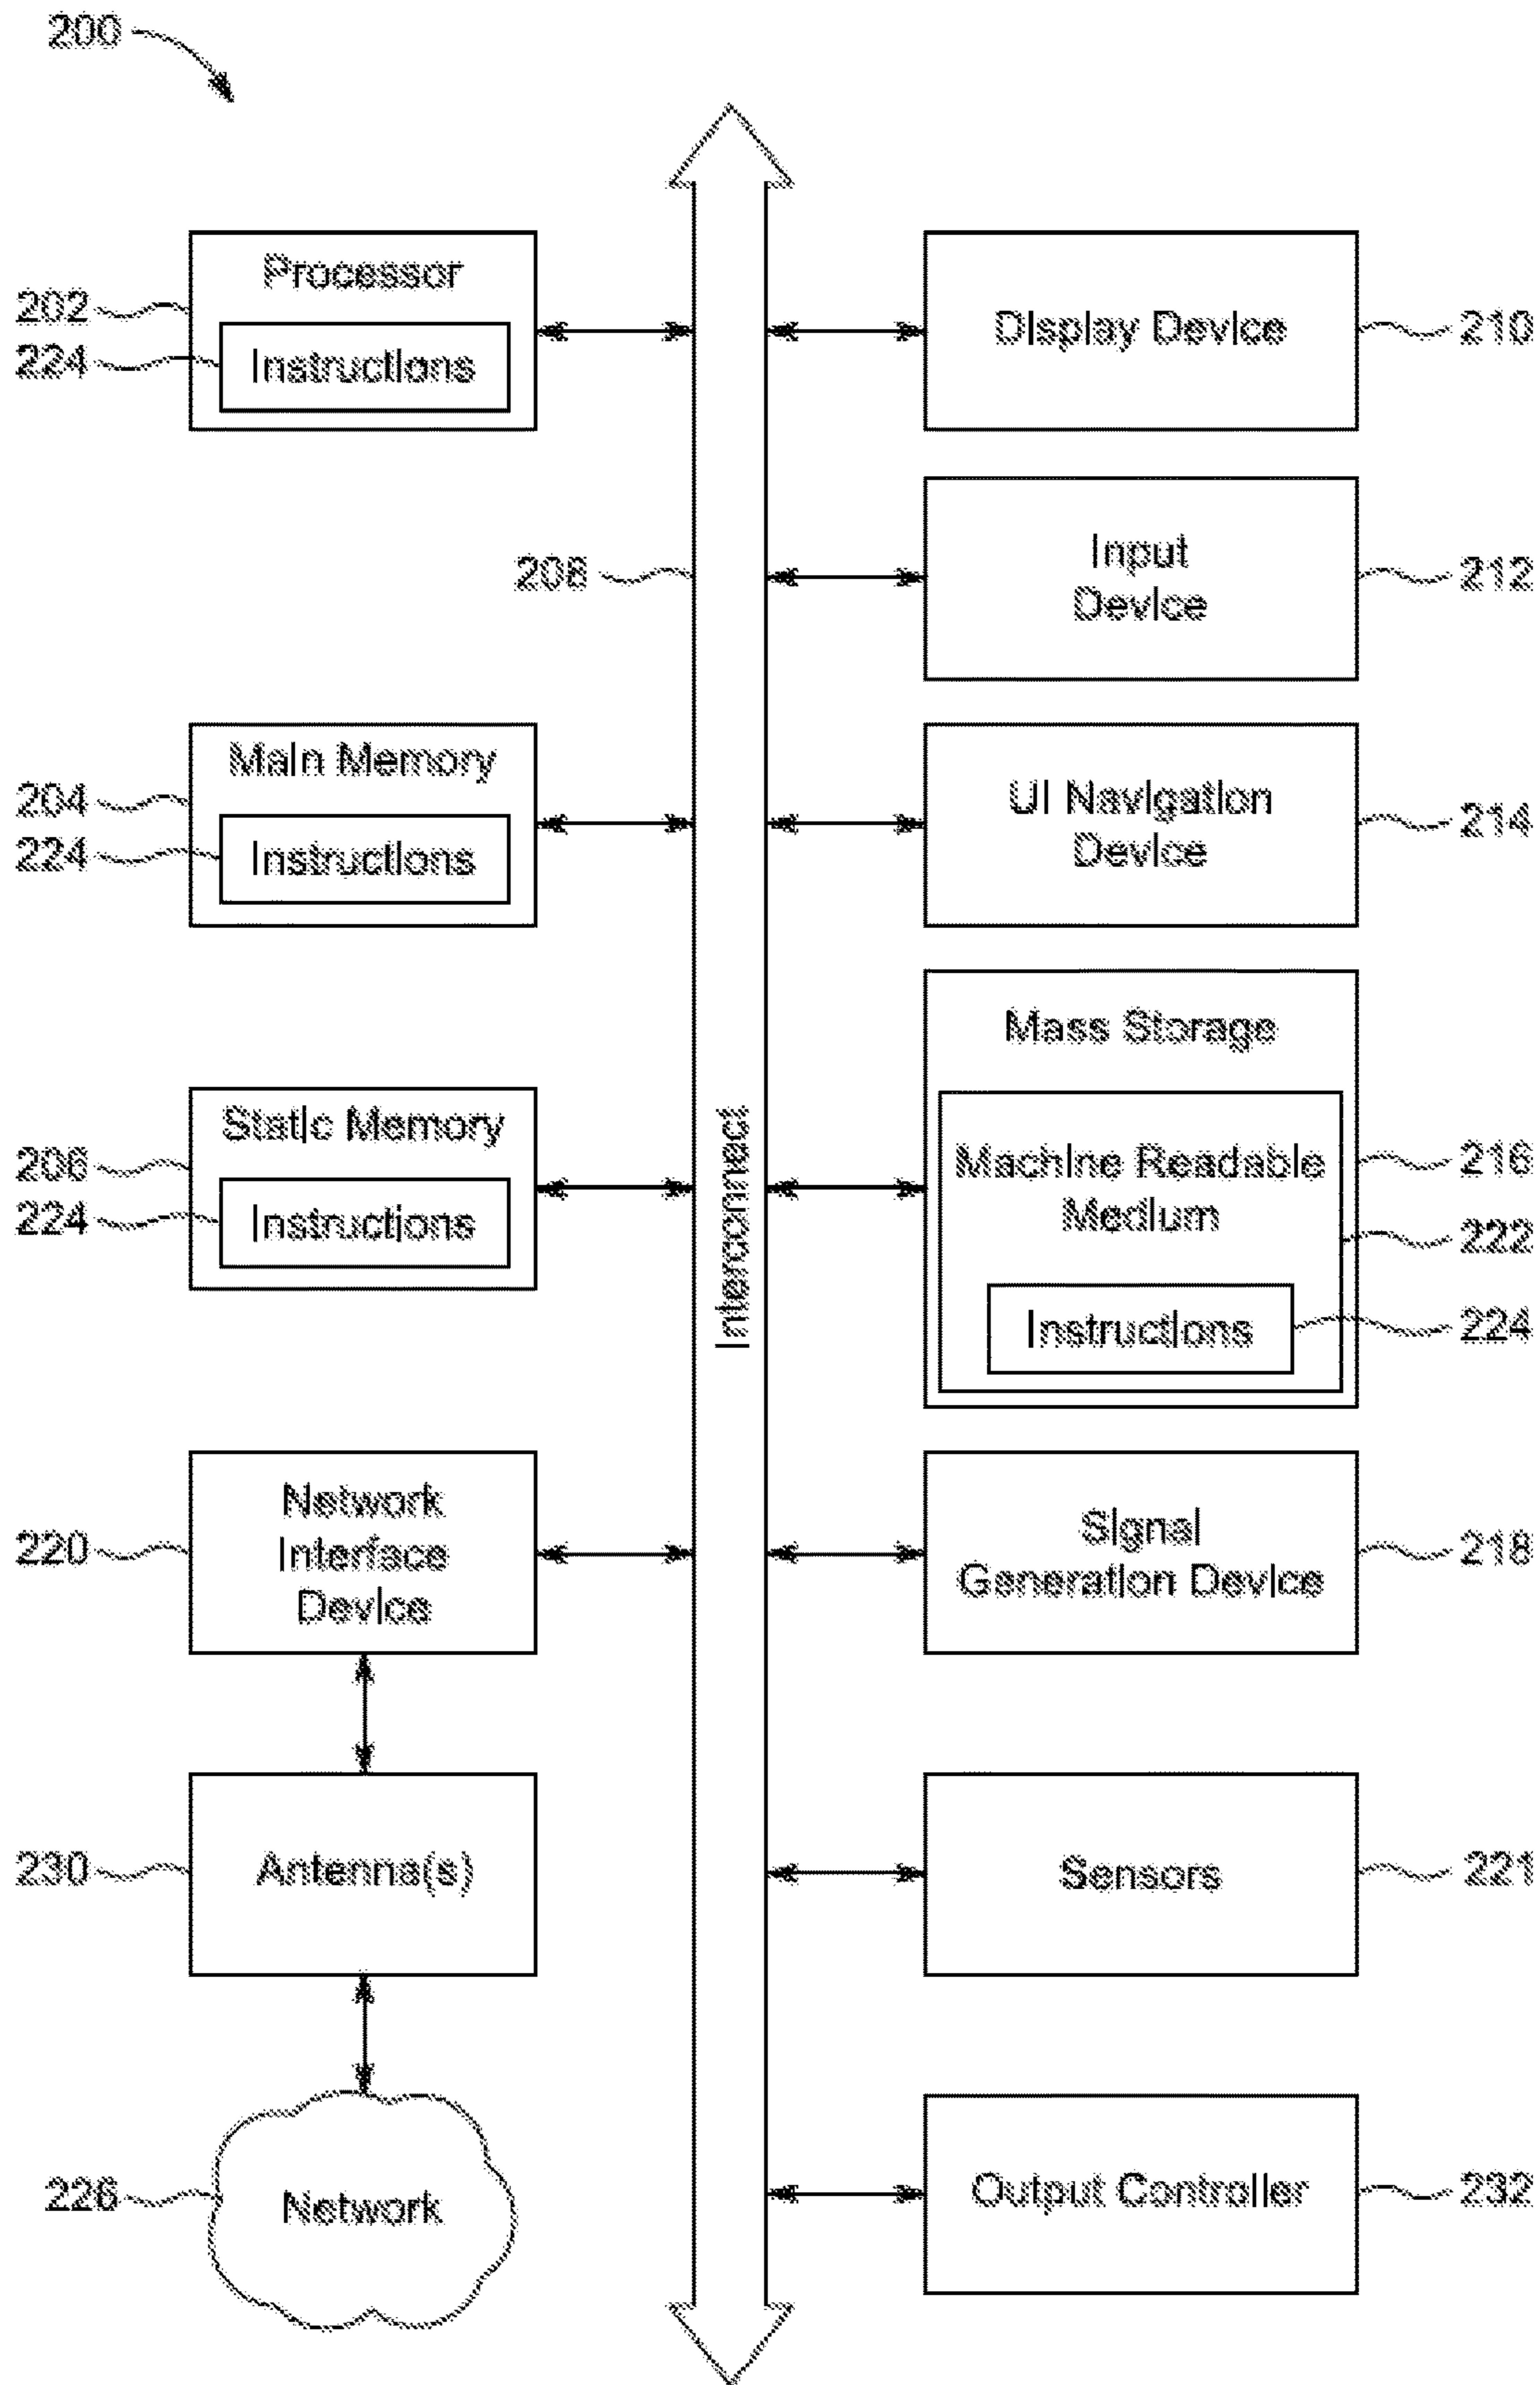 200
Processor
202
224
Instructions
Display Device
210
208
Input
Device
212
Main Memory
204
224
Instructions
UI Navigation
Device
214
Mass Storage
Static Memory
206
224
Instructions
Interconnect
Machine Readable
Medium
216
222
Instructions
224
Network
Interface
Device
220
Signal
Generation Device
218
230
Antenna(s)
Sensors
221
226
Network
Output Controller
232